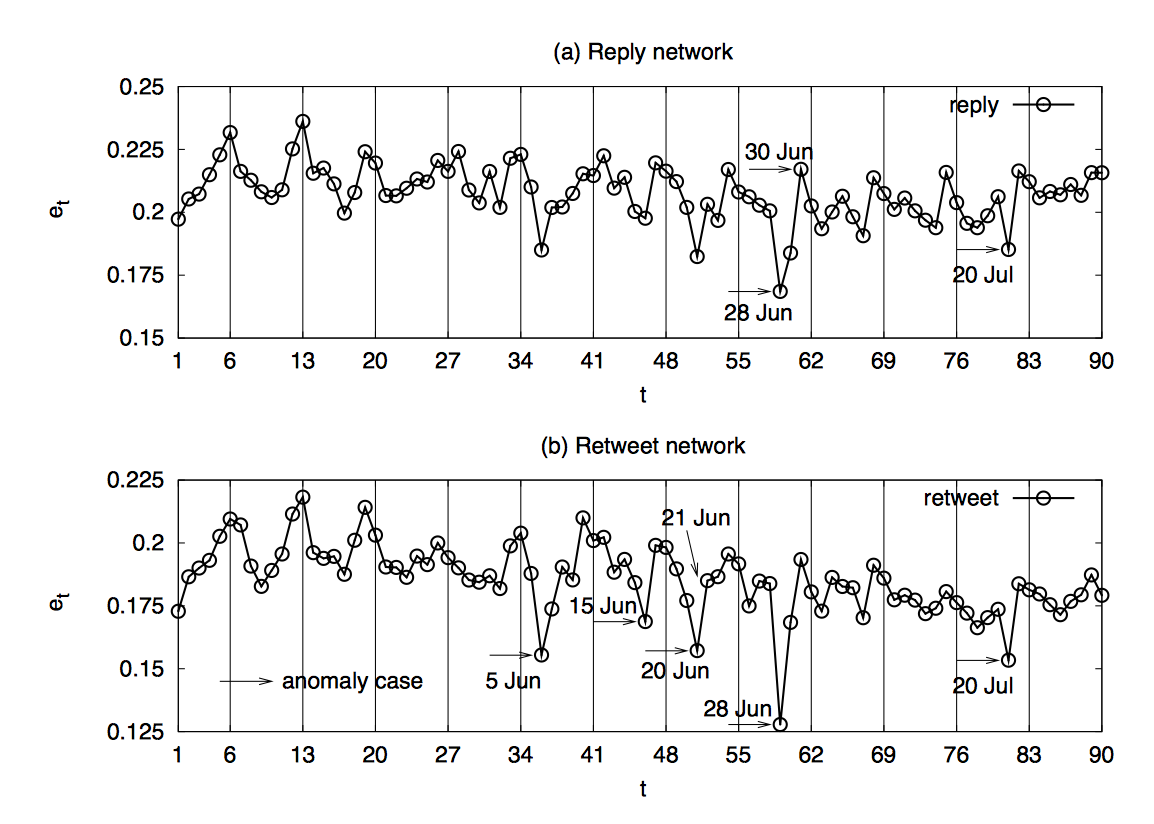 (a) Reply network
0.25
0.225
0.2
0.175
0.15
e_t
reply
30 Jun
28 Jun
20 Jul
1 6 13 20 27 34 41 48 55 62 69 76 83 90
t
(b) Retweet network
0.225
0.2
0.175
0.15
0.125
e_t
retweet
21 Jun
15 Jun
5 Jun
20 Jun
28 Jun
20 Jul
anomaly case
1 6 13 20 27 34 41 48 55 62 69 76 83 90
t